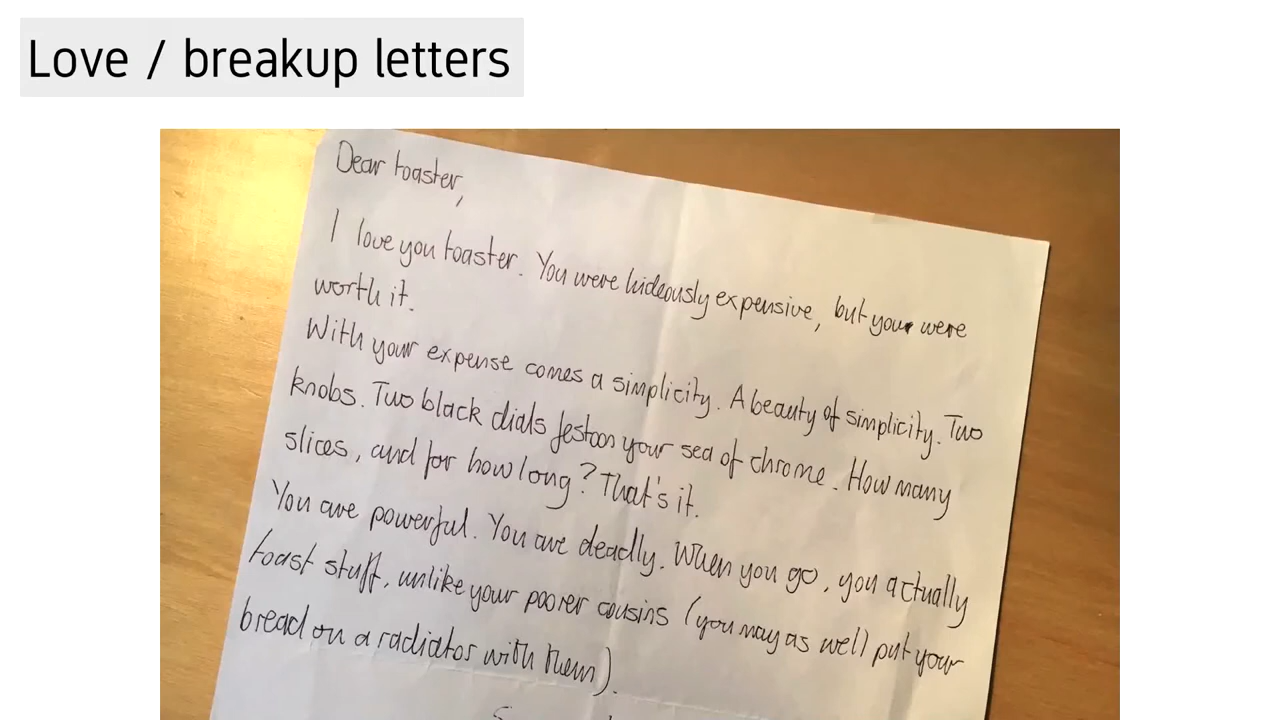 Love / breakup letters
Dear toaster,
I love you toaster. You were hideously expensive, but your were
worth it.
With your expense comes a simplicity. A beauty of simplicity. Two
knobs. Two black dials festoon your sea of chrome. How many
slices, and for how long? That's it.
You are powerful. You are deadly. When you go, you actually
toast stuff, unlike your poorer cousins (you may as well put your
bread on a radiator with them).